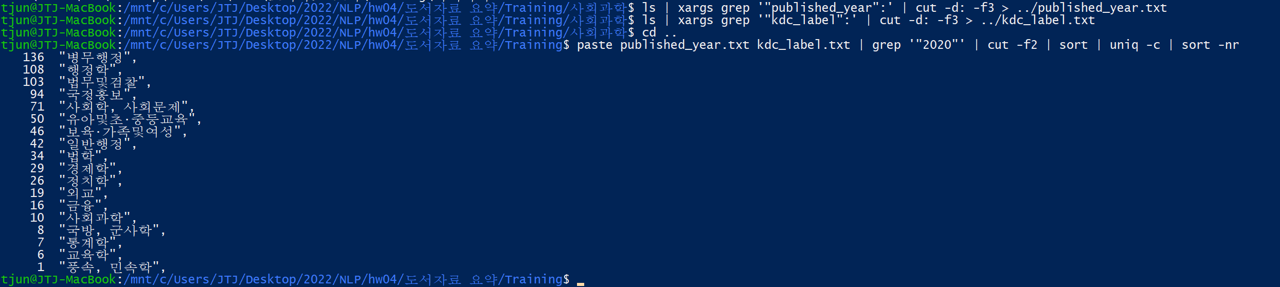 tjun@JTJ-MacBook:/mnt/c/Users/JTJ/Desktop/2022/NLP/hw04/도서자료 요약/Training/사회과학$ ls | xargs grep '"published_year":' | cut -d: -f3 > ../published_year.txt
tjun@JTJ-MacBook:/mnt/c/Users/JTJ/Desktop/2022/NLP/hw04/도서자료 요약/Training/사회과학$ ls | xargs grep '"kdc_label":' | cut -d: -f3 > ../kdc_label.txt
tjun@JTJ-MacBook:/mnt/c/Users/JTJ/Desktop/2022/NLP/hw04/도서자료 요약/Training/사회과학$ cd ..
tjun@JTJ-MacBook:/mnt/c/Users/JTJ/Desktop/2022/NLP/hw04/도서자료 요약/Training$ paste published_year.txt kdc_label.txt | grep '"2020"' | cut -f2 | sort | uniq -c | sort -nr
136 "병무행정",
108 "행정학",
103 "법무및검찰",
94 "국정홍보",
71 "사회학, 사회문제",
50 "유아및초·중등교육",
46 "보육·가족및여성",
42 "일반행정",
34 "법학",
29 "경제학",
26 "정치학",
19 "외교",
16 "금융",
10 "사회과학",
8 "국방, 군사학",
7 "통계학",
6 "교육학",
1 "풍속, 민속학",
tjun@JTJ-MacBook:/mnt/c/Users/JTJ/Desktop/2022/NLP/hw04/도서자료 요약/Training$